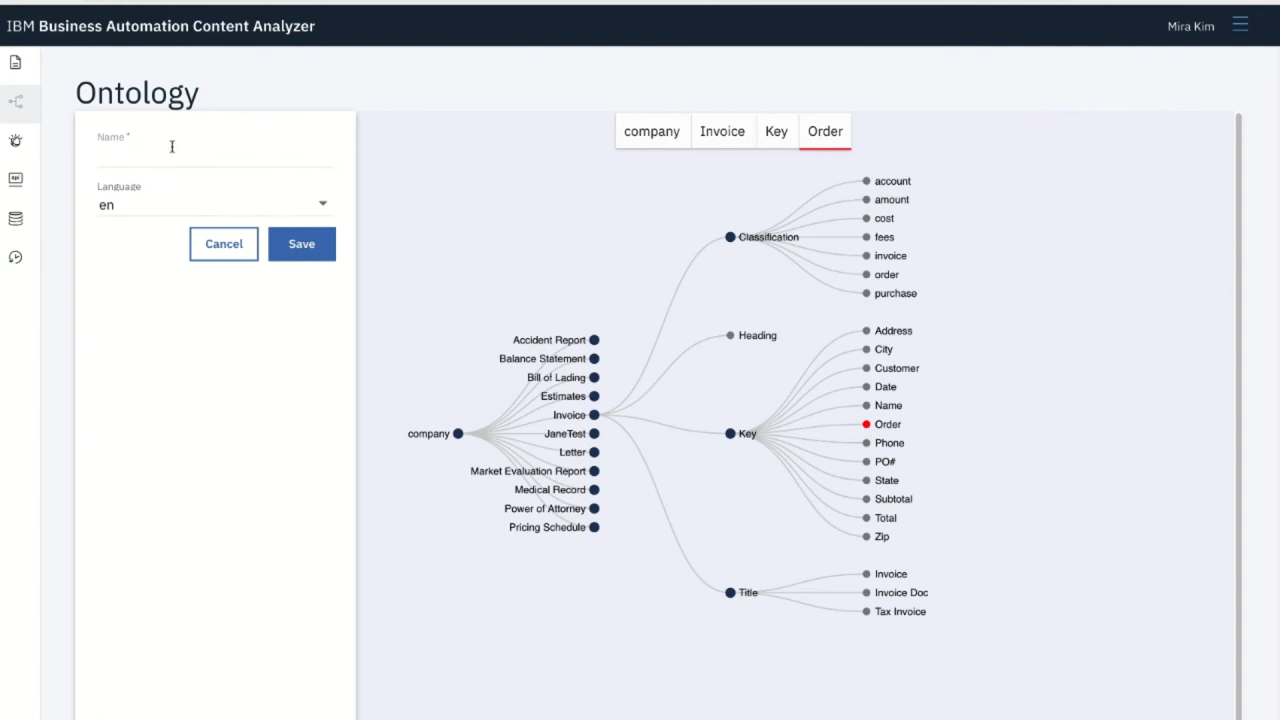 IBM Business Automation Content Analyzer
Mira Kim
Ontology
Name *
Language
en
Cancel
Save
company
Invoice
Key
Order
company
Accident Report
Balance Statement
Bill of Lading
Estimates
Invoice
JaneTest
Letter
Market Evaluation Report
Medical Record
Power of Attorney
Pricing Schedule
Classification
account
amount
cost
fees
invoice
order
purchase
Heading
Key
Address
City
Customer
Date
Name
Order
Phone
PO#
State
Subtotal
Total
Zip
Title
Invoice
Invoice Doc
Tax Invoice